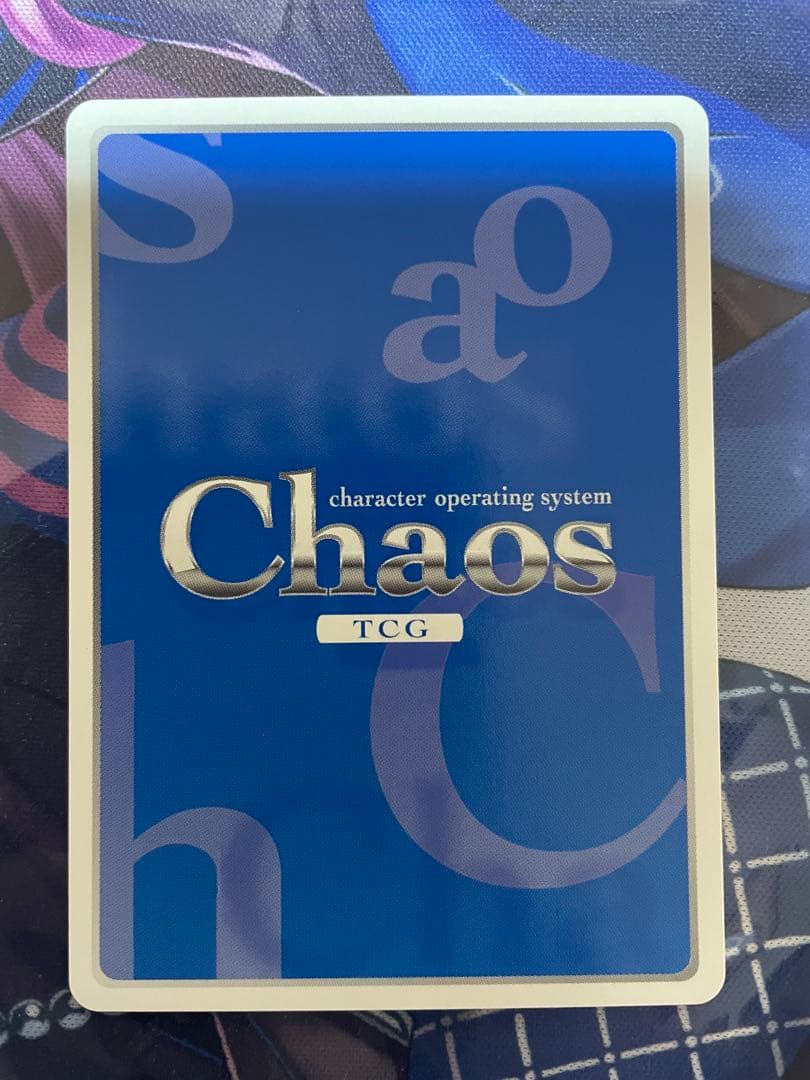 s
o
a
character operating system
Chaos
TCG
C
h